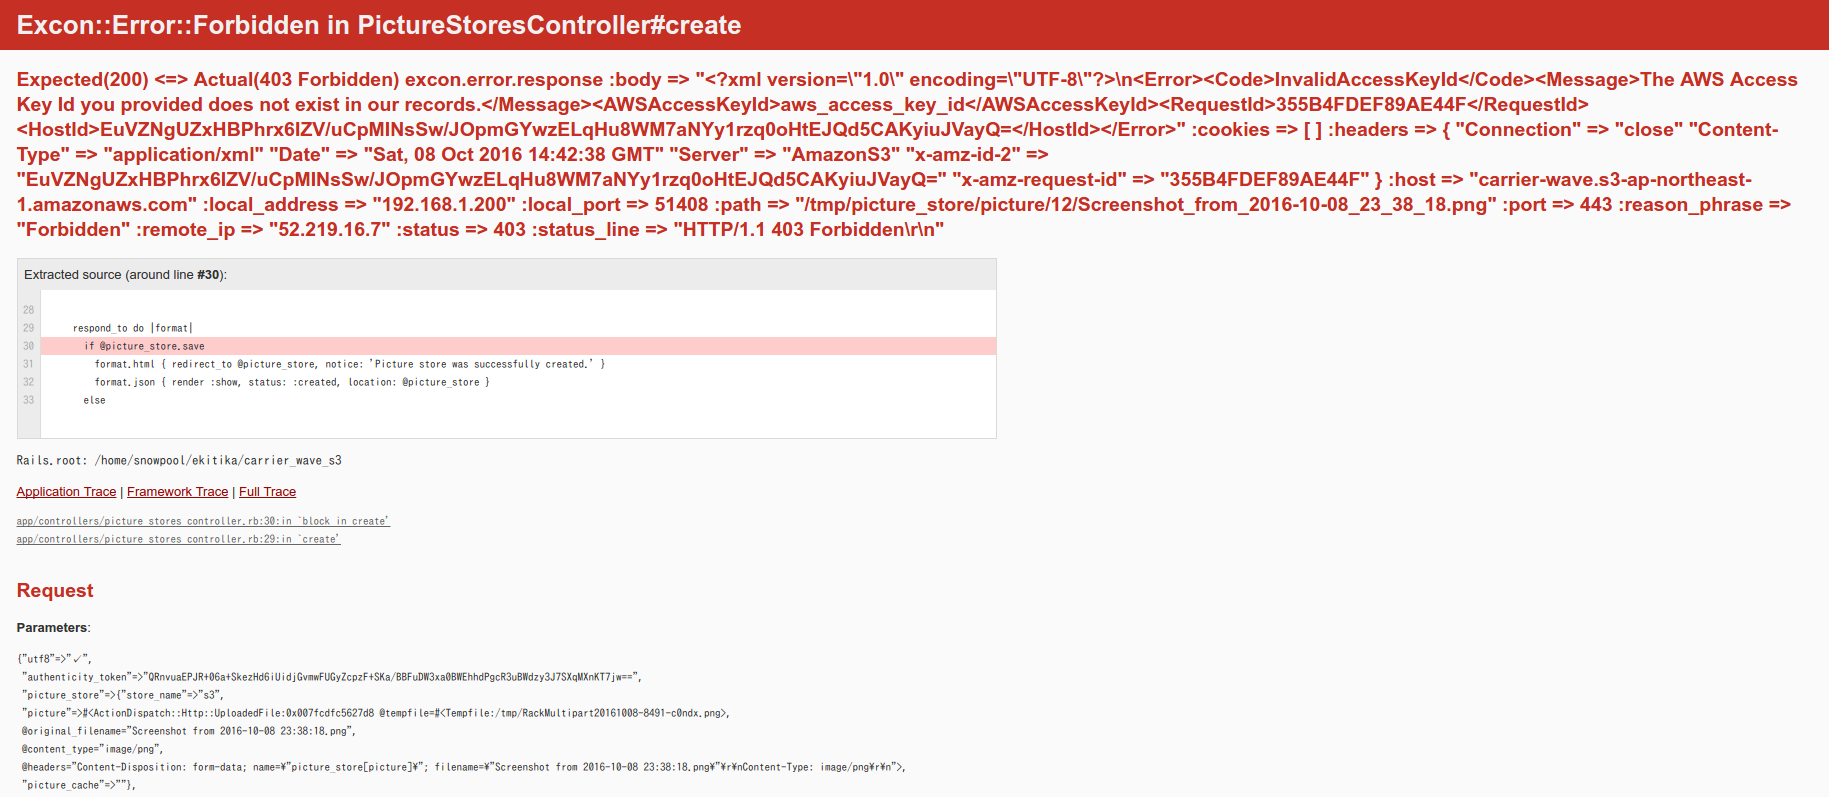 Excon::Error::Forbidden in PictureStoresController#create
Expected(200) <=> Actual(403 Forbidden) excon.error.response :body => "<?xml version=\"1.0\" encoding=\"UTF-8\"?>\n<Error><Code>InvalidAccessKeyId</Code><Message>The AWS Access
Key Id you provided does not exist in our records.</Message><AWSAccessKeyId>aws_access_key_id</AWSAccessKeyId><RequestId>355B4FDEF89AE44F</RequestId>
<HostId>EuVZNgUZxHBPhrx6IZV/uCpMINsSw/JOpmGYwzELqHu8WM7aNYy1rzq0oHtEJQd5CAKyiuJVayQ=</HostId></Error>" :cookies => [ ] :headers => { "Connection" => "close" "Content-
Type" => "application/xml" "Date" => "Sat, 08 Oct 2016 14:42:38 GMT" "Server" => "AmazonS3" "x-amz-id-2" =>
"EuVZNgUZxHBPhrx6IZV/uCpMINsSw/JOpmGYwzELqHu8WM7aNYy1rzq0oHtEJQd5CAKyiuJVayQ=" "x-amz-request-id" => "355B4FDEF89AE44F" } :host => "carrier-wave.s3-ap-northeast-
1.amazonaws.com" :local_address => "192.168.1.200" :local_port => 51408 :path => "/tmp/picture_store/picture/12/Screenshot_from_2016-10-08_23_38_18.png" :port => 443 :reason_phrase =>
"Forbidden" :remote_ip => "52.219.16.7" :status => 403 :status_line => "HTTP/1.1 403 Forbidden\r\n"
Extracted source (around line #30):
28
29 respond_to do |format|
30 if @picture_store.save
31 format.html { redirect_to @picture_store, notice: 'Picture store was successfully created.' }
32 format.json { render :show, status: :created, location: @picture_store }
33 else
Rails.root: /home/snowpool/ekitika/carrier_wave_s3
Application Trace | Framework Trace | Full Trace
app/controllers/picture_stores_controller.rb:30:in `block in create'
app/controllers/picture_stores_controller.rb:29:in `create'
Request
Parameters:
{"utf8"=>"✓",
"authenticity_token"=>"QRnvuaEPJR+06a+SkezHd6iUidjGvmwFUGyZcpzF+SKa/BBFuDW3xa0BWEhhdPgcR3uBWdzy3J7SXqMXnKT7jw==",
"picture_store"=>{"store_name"=>"s3",
"picture"=>#<ActionDispatch::Http::UploadedFile:0x007fcdfc5627d8 @tempfile=#<Tempfile:/tmp/RackMultipart20161008-8491-c0ndx.png>,
@original_filename="Screenshot from 2016-10-08 23:38:18.png",
@content_type="image/png",
@headers="Content-Disposition: form-data; name=¥"picture_store[picture]¥"; filename=¥"Screenshot from 2016-10-08 23:38:18.png¥"¥r¥nContent-Type: image/png¥r¥n">,
"picture_cache"=>""},